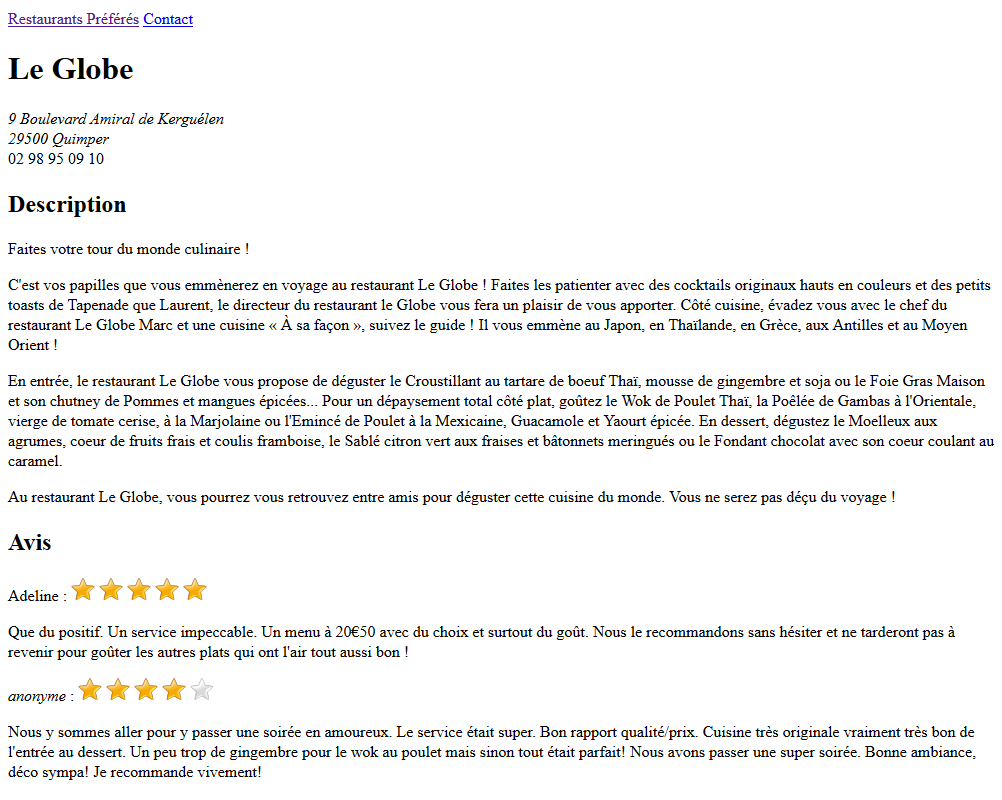 Restaurants Préférés Contact
Le Globe
9 Boulevard Amiral de Kerguélen
29500 Quimper
02 98 95 09 10
Description
Faites votre tour du monde culinaire !
C'est vos papilles que vous emmènerez en voyage au restaurant Le Globe ! Faites les patienter avec des cocktails originaux hauts en couleurs et des petits
toasts de Tapenade que Laurent, le directeur du restaurant le Globe vous fera un plaisir de vous apporter. Côté cuisine, évadez vous avec le chef du
restaurant Le Globe Marc et une cuisine « À sa façon », suivez le guide ! Il vous emmène au Japon, en Thaïlande, en Grèce, aux Antilles et au Moyen
Orient !
En entrée, le restaurant Le Globe vous propose de déguster le Croustillant au tartare de boeuf Thaï, mousse de gingembre et soja ou le Foie Gras Maison
et son chutney de Pommes et mangues épicées... Pour un dépaysement total côté plat, goûtez le Wok de Poulet Thaï, la Poêlée de Gambas à l'Orientale,
vierge de tomate cerise, à la Marjolaine ou l'Emincé de Poulet à la Mexicaine, Guacamole et Yaourt épicée. En dessert, dégustez le Moelleux aux
agrumes, coeur de fruits frais et coulis framboise, le Sablé citron vert aux fraises et bâtonnets meringués ou le Fondant chocolat avec son coeur coulant au
caramel.
Au restaurant Le Globe, vous pourrez vous retrouvez entre amis pour déguster cette cuisine du monde. Vous ne serez pas déçu du voyage !
Avis
Adeline :
Que du positif. Un service impeccable. Un menu à 20€50 avec du choix et surtout du goût. Nous le recommandons sans hésiter et ne tarderont pas à
revenir pour goûter les autres plats qui ont l'air tout aussi bon !
anonyme :
Nous y sommes aller pour y passer une soirée en amoureux. Le service était super. Bon rapport qualité/prix. Cuisine très originale vraiment très bon de
l'entrée au dessert. Un peu trop de gingembre pour le wok au poulet mais sinon tout était parfait! Nous avons passer une super soirée. Bonne ambiance,
déco sympa! Je recommande vivement!